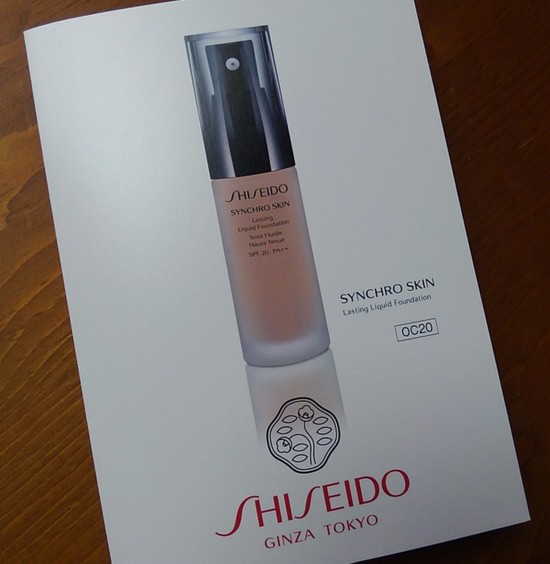 SHISEIDO
SYNCHRO SKIN
Lasting
Liquid Foundation
Teint Fluide
Haute Tenue
SPF 20・PA++
SYNCHRO SKIN
Lasting Liquid Foundation
OC20
SHISEIDO
GINZA TOKYO